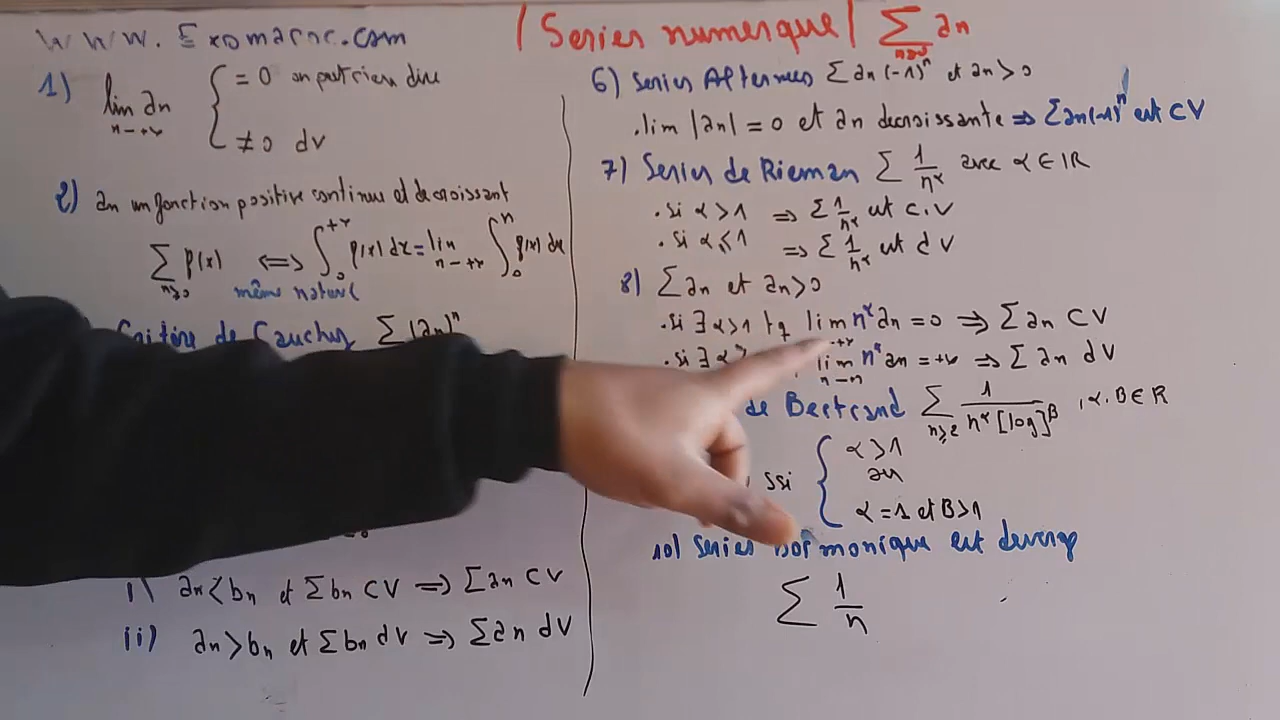 www.Exomaroc.com
| Series numerique | ∑ an n≥0
1) lim an n→+∞ { = 0 on peut rien dire
≠ 0 dv
2) an un fonction positive continue et decroissant
∑ f(x) n≥0 ⟺ ∫₀^{+∞} f(x) dx = lim n→+∞ ∫₀ⁿ f(x) dx
même nature
de Cauchy ∑ (an)ⁿ
i) an < bn et ∑ bn CV ⟹ ∑ an CV
ii) an > bn et ∑ bn dV ⟹ ∑ an dV
6) Series Alternees ∑ an (-1)ⁿ et an > 0
. lim |an| = 0 et an decroissante ⟹ ∑ an(-1)ⁿ est CV
7) Series de Rieman ∑ 1/n^α avec α ∈ IR
. si α > 1 ⟹ ∑ 1/n^α est C.V
. si α ≤ 1 ⟹ ∑ 1/n^α est dV
8) ∑ an et an > 0
. si ∃ α > 1 tq lim n^α an = 0 ⟹ ∑ an CV
. si ∃ α lim n→n n^α an = +∞ ⟹ ∑ an dV
de Bertrand ∑ n≥2 1/(n^α [log]^β) , α.B ∈ R
ssi { α > 1
ou
α = 1 et B > 1
10) Series monique est diverg
∑ 1/n